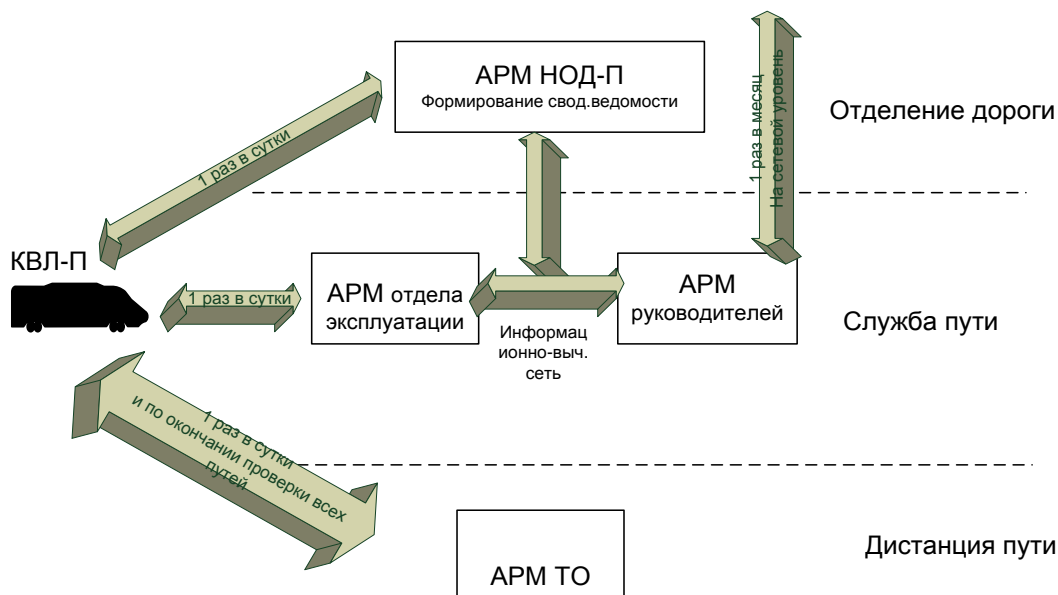 АРМ НОД-П
Формирование свод.ведомости
1 раз в месяц
На сетевой уровень
Отделение дороги
1 раз в сутки
КВЛ-П
1 раз в сутки
АРМ отдела
эксплуатации
АРМ
руководителей
Информац
ионно-выч.
сеть
Служба пути
1 раз в сутки
и по окончании проверки всех
путей
Дистанция пути
АРМ ТО